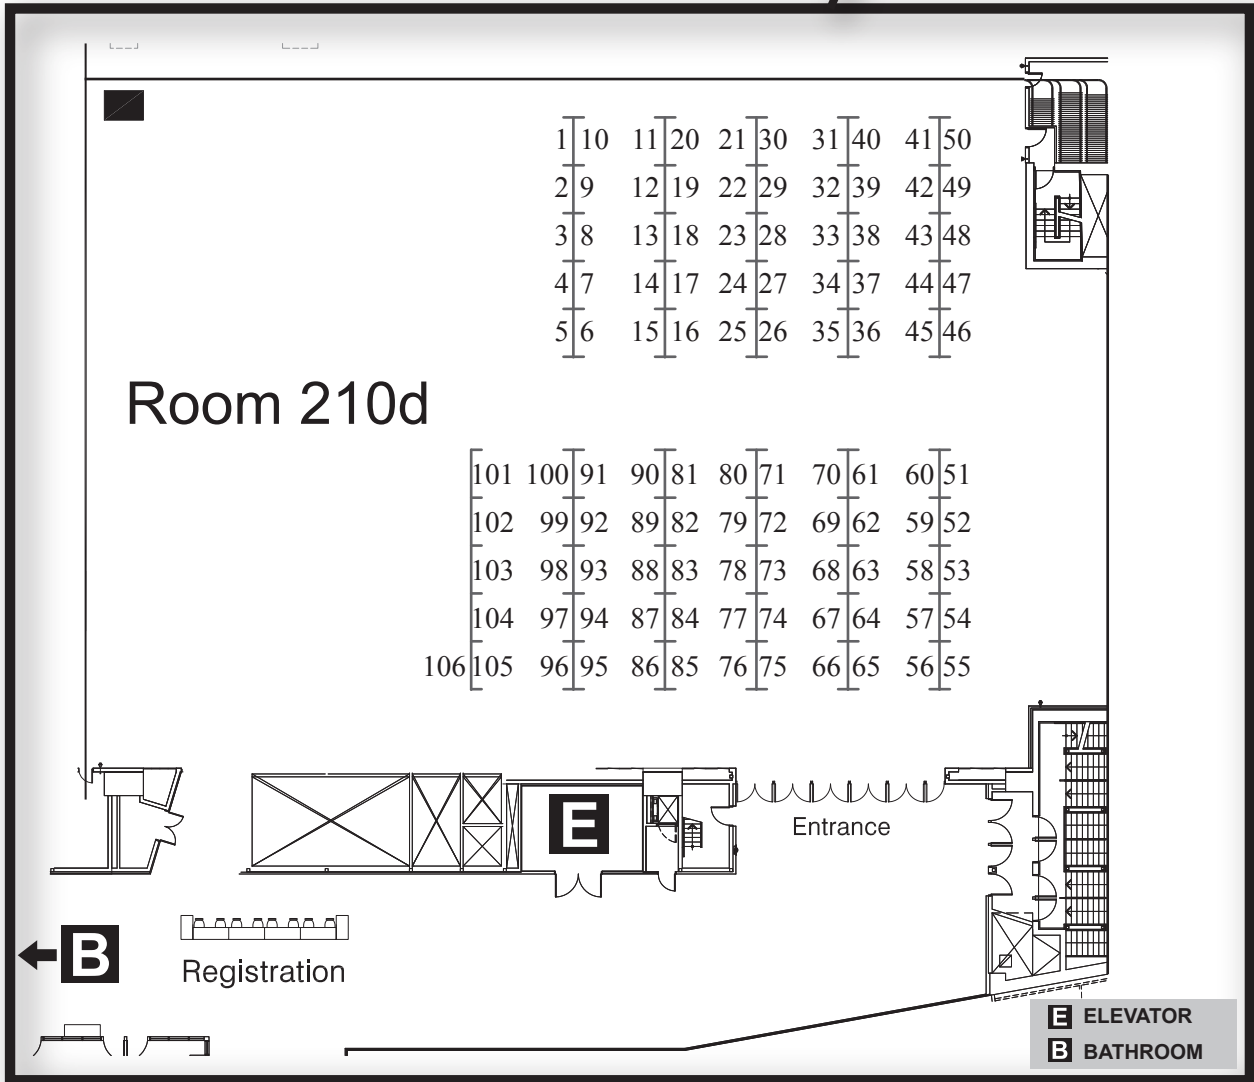 1 10 11 20 21 30 31 40 41 50
2 9 12 19 22 29 32 39 42 49
3 8 13 18 23 28 33 38 43 48
4 7 14 17 24 27 34 37 44 47
5 6 15 16 25 26 35 36 45 46
Room 210d
101 100 91 90 81 80 71 70 61 60 51
102 99 92 89 82 79 72 69 62 59 52
103 98 93 88 83 78 73 68 63 58 53
104 97 94 87 84 77 74 67 64 57 54
106 105 96 95 86 85 76 75 66 65 56 55
E
Entrance
B
Registration
E ELEVATOR
B BATHROOM